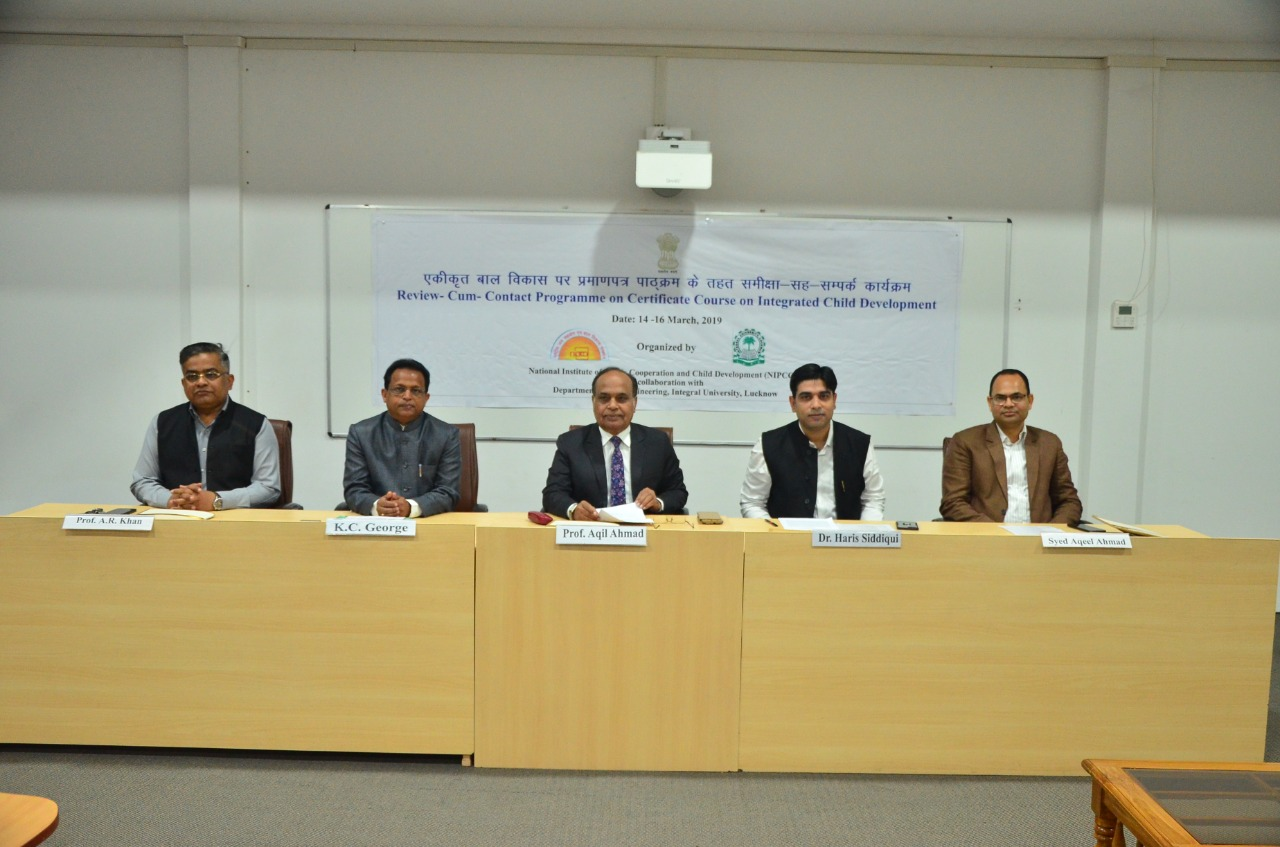 एकीकृत बाल विकास पर प्रमाणपत्र पाठ्क्रम के तहत समीक्षा–सह–सम्पर्क कार्यक्रम
Review- Cum- Contact Programme on Certificate Course on Integrated Child Development
Date: 14 -16 March, 2019
Organized by
National Institute of Cooperation and Child Development (NIPCC
collaboration with
Department Engineering, Integral University, Lucknow
Prof. A.R. Khan
K.C. George
Prof. Aqil Ahmad
Dr. Haris Siddiqui
Syed Aqeel Ahmad